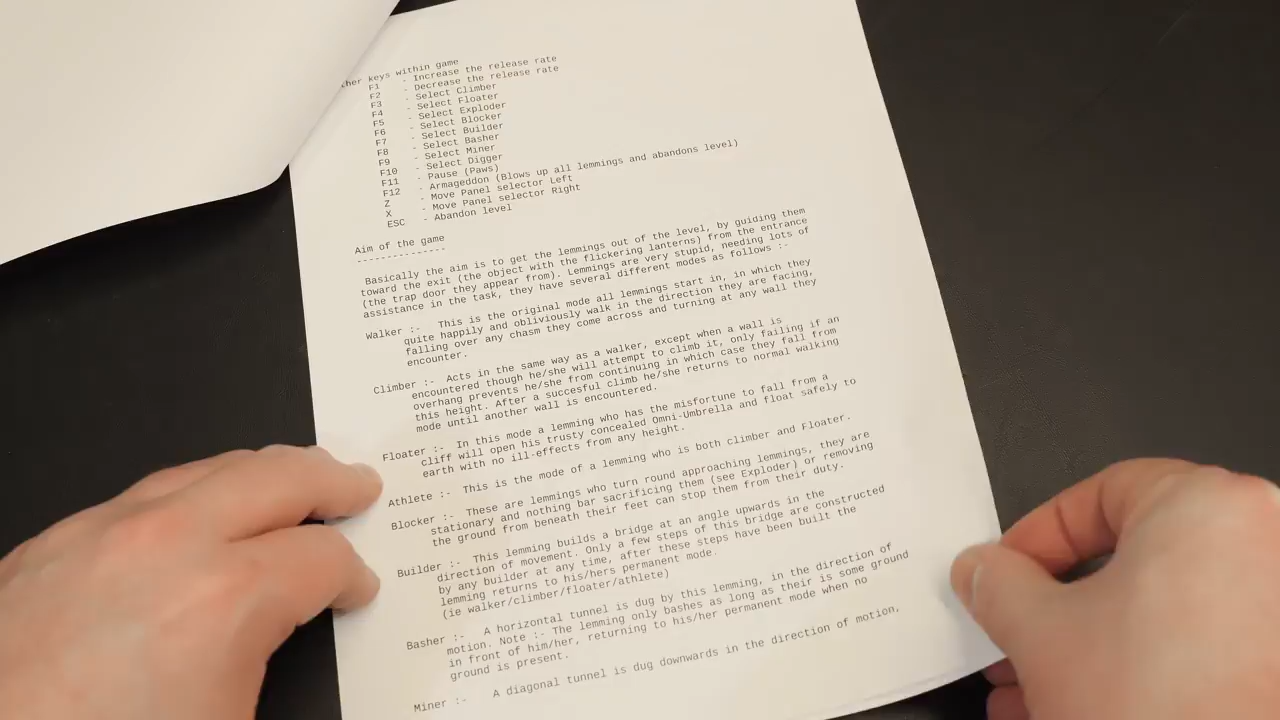 ther keys within game
F1 - Increase the release rate
F2 - Decrease the release rate
F3 - Select Climber
F4 - Select Floater
F5 - Select Exploder
F6 - Select Blocker
F7 - Select Builder
F8 - Select Basher
F9 - Select Miner
F10 - Select Digger
F11 - Pause (Paws)
F12 - Armageddon (Blows up all lemmings and abandons level)
Z - Move Panel selector Left
X - Move Panel selector Right
ESC - Abandon level
Aim of the game
---------------
Basically the aim is to get the lemmings out of the level, by guiding them
toward the exit (the object with the flickering lanterns) from the entrance
(the trap door they appear from). Lemmings are very stupid, needing lots of
assistance in the task, they have several different modes as follows :-
Walker :- This is the original mode all lemmings start in, in which they
quite happily and obliviously walk in the direction they are facing,
falling over any chasm they come across and turning at any wall they
encounter.
Climber :- Acts in the same way as a walker, except when a wall is
encountered though he/she will attempt to climb it, only failing if an
overhang prevents he/she from continuing in which case they fall from
this height. After a succesful climb he/she returns to normal walking
mode until another wall is encountered.
Floater :- In this mode a lemming who has the misfortune to fall from a
cliff will open his trusty concealed Omni-Umbrella and float safely to
earth with no ill-effects from any height.
Athlete :- This is the mode of a lemming who is both climber and Floater.
Blocker :- These are lemmings who turn round approaching lemmings, they are
stationary and nothing bar sacrificing them (see Exploder) or removing
the ground from beneath their feet can stop them from their duty.
Builder :- This lemming builds a bridge at an angle upwards in the
direction of movement. Only a few steps of this bridge are constructed
by any builder at any time, after these steps have been built the
lemming returns to his/hers permanent mode.
(ie walker/climber/floater/athlete)
Basher :- A horizontal tunnel is dug by this lemming, in the direction of
motion. Note :- The lemming only bashes as long as their is some ground
in front of him/her, returning to his/her permanent mode when no
ground is present.
Miner :- A diagonal tunnel is dug downwards in the direction of motion,